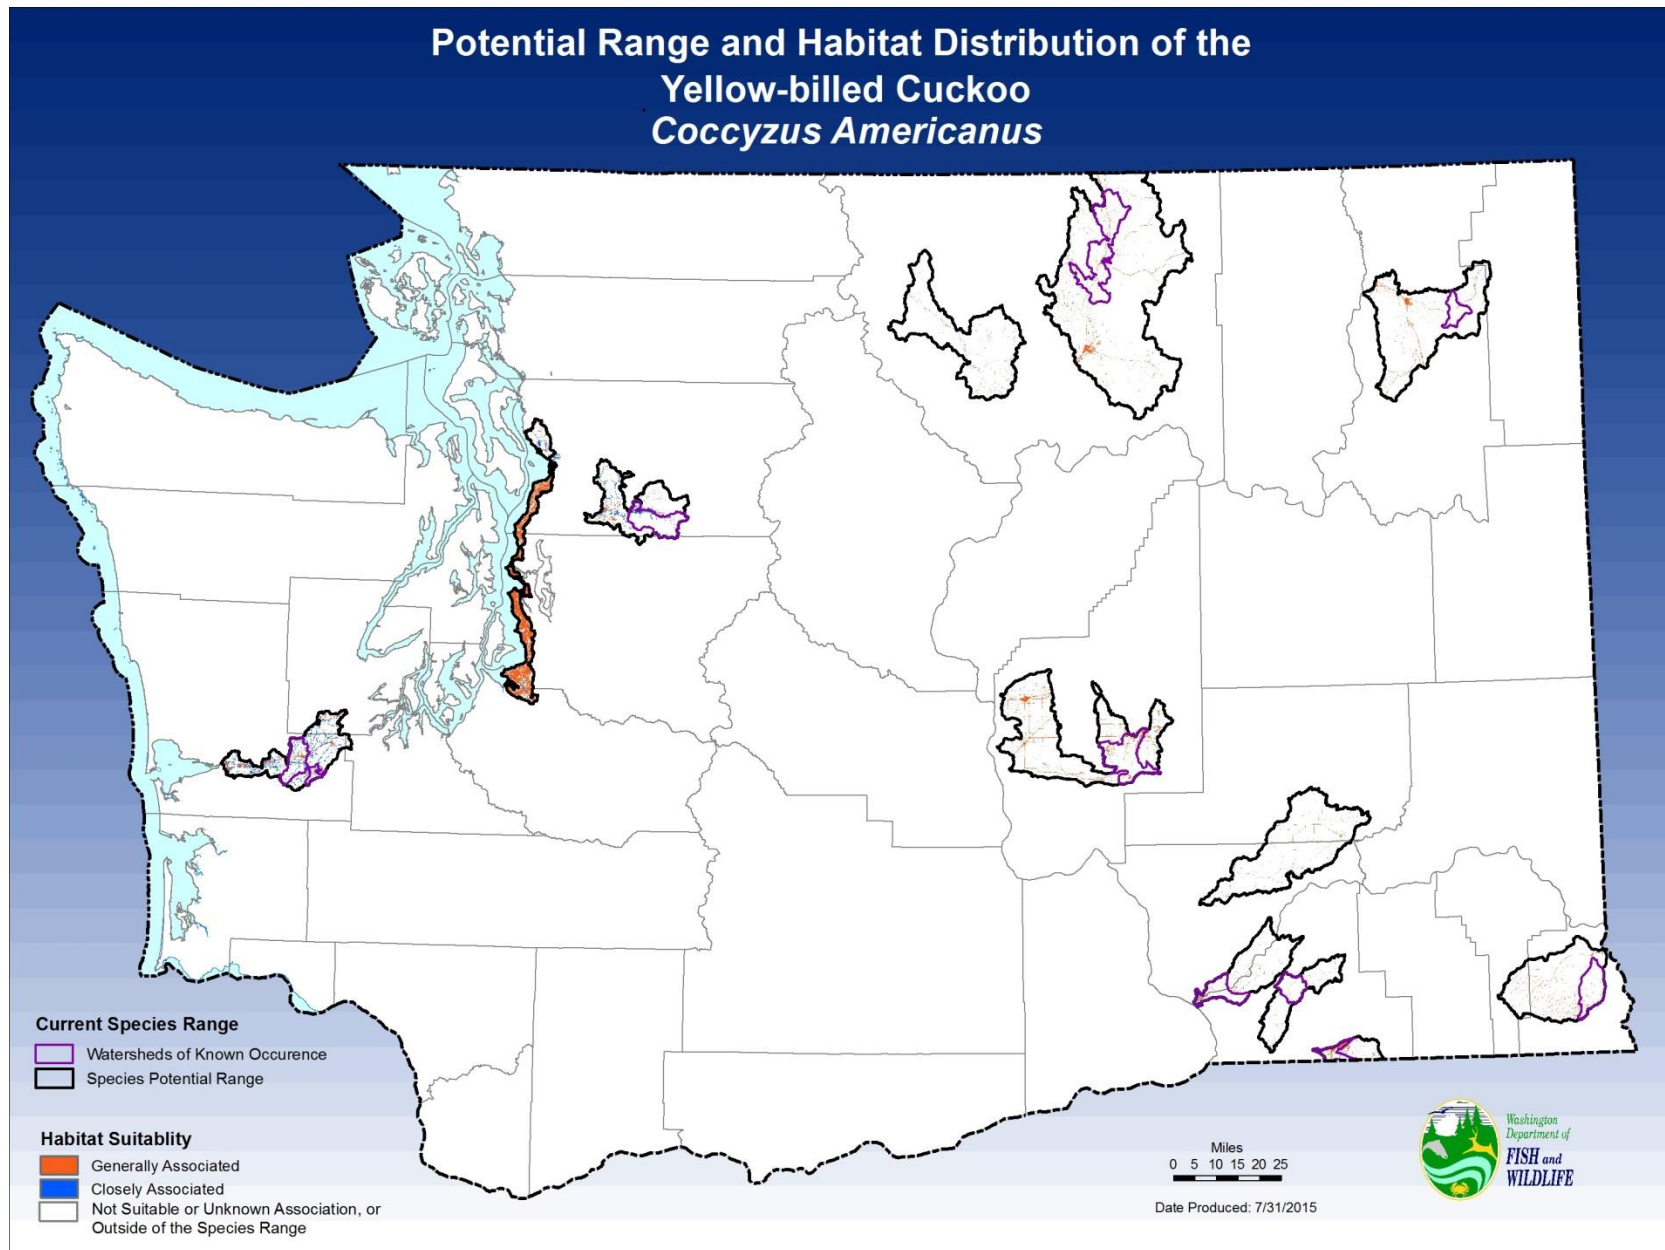 Potential Range and Habitat Distribution of the
Yellow-billed Cuckoo
Coccyzus Americanus
Current Species Range
Watersheds of Known Occurence
Species Potential Range
Habitat Suitablity
Generally Associated
Closely Associated
Not Suitable or Unknown Association, or
Outside of the Species Range
Miles
0 5 10 15 20 25
Date Produced: 7/31/2015
Washington
Department of
FISH and
WILDLIFE